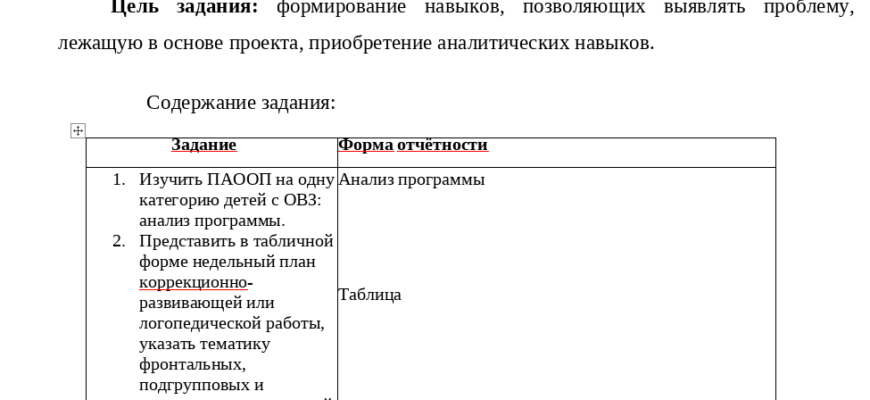 Цель задания: формирование навыков, позволяющих выявлять проблему,
лежащую в основе проекта, приобретение аналитических навыков.
Содержание задания:
Задание Форма отчётности
1. Изучить ПАООП на одну
категорию детей с ОВЗ:
анализ программы.
2. Представить в табличной
форме недельный план
коррекционно-
развивающей или
логопедической работы,
указать тематику
фронтальных,
подгрупповых и
Анализ программы
Таблица